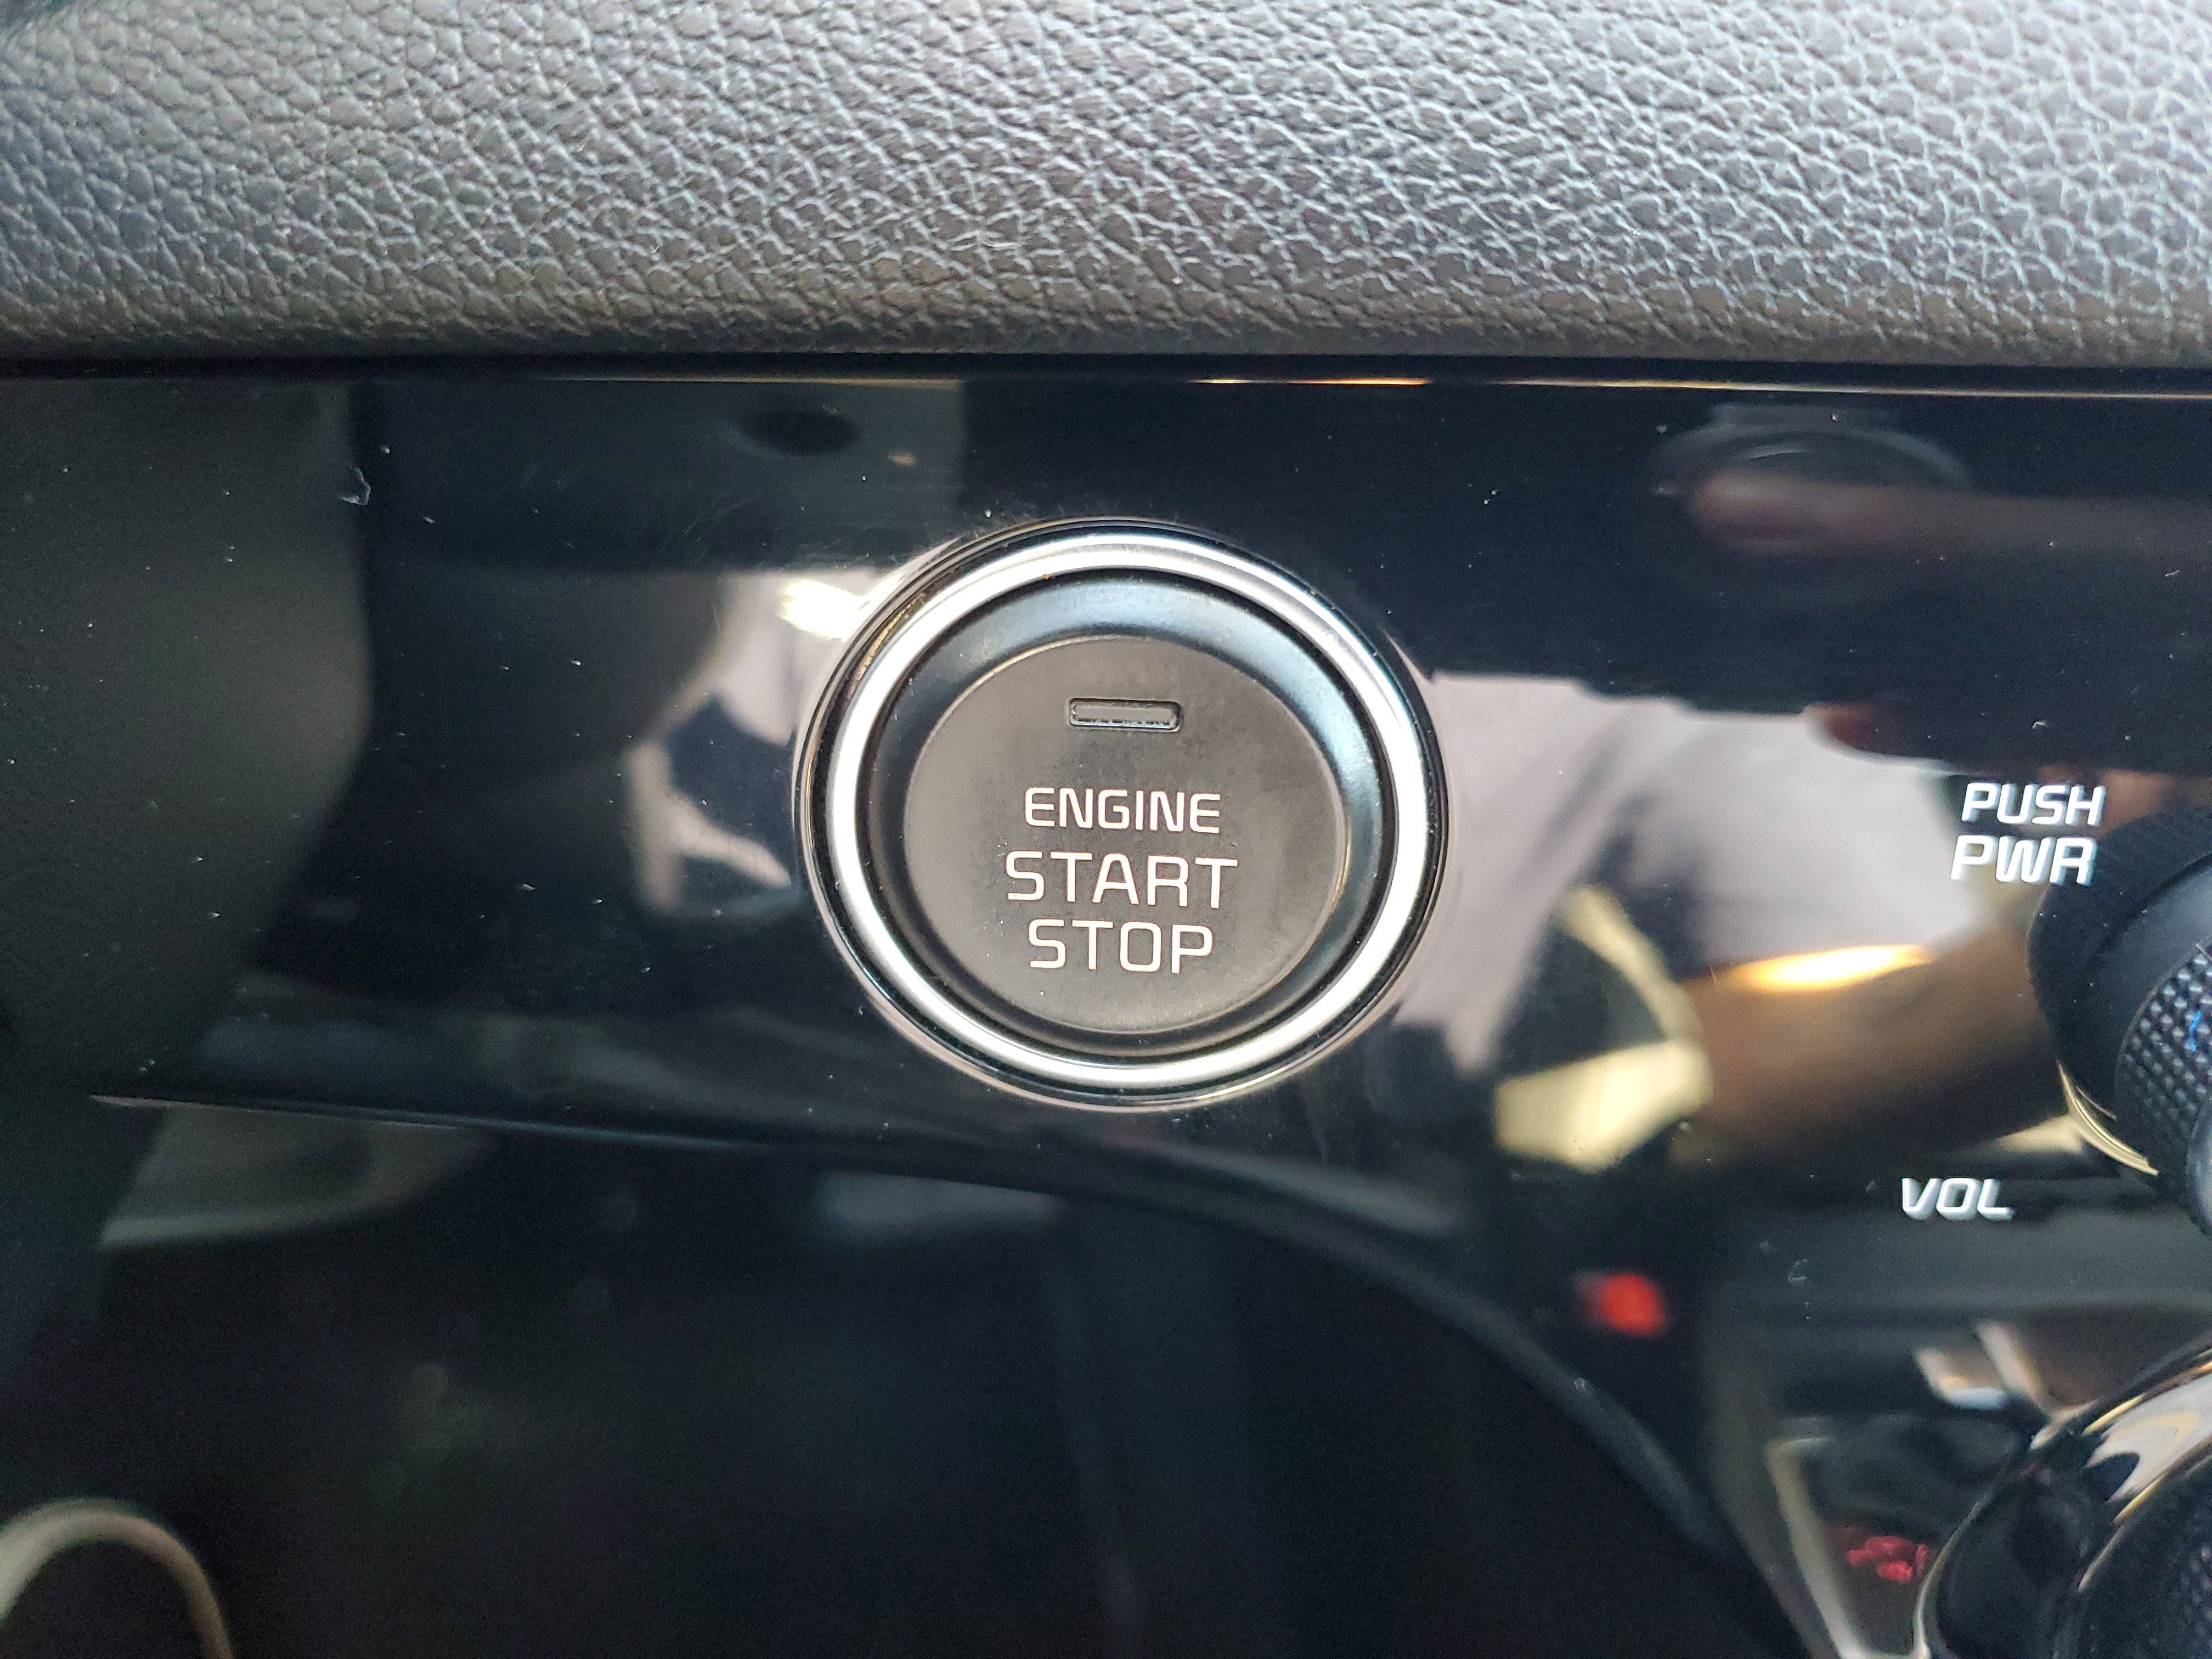 ENGINE
START
STOP
PUSH
PWR
VOL